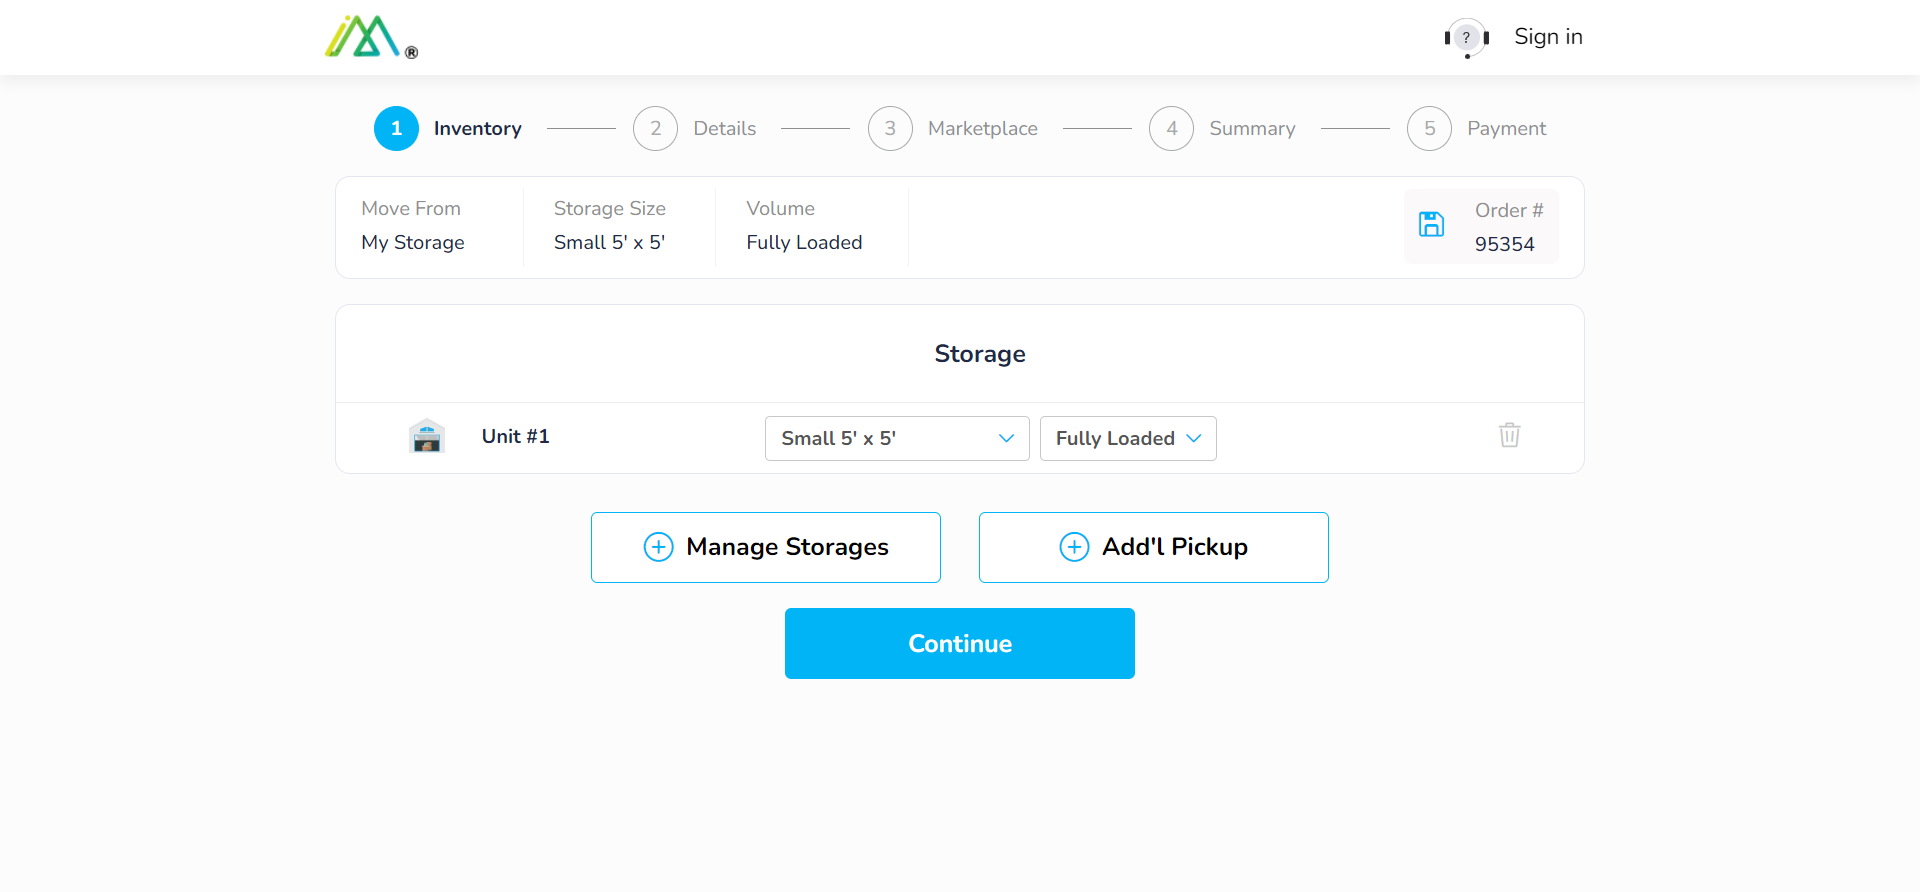 ®
?
Sign in
1 Inventory
2 Details
3 Marketplace
4 Summary
5 Payment
Move From
My Storage
Storage Size
Small 5' x 5'
Volume
Fully Loaded
Order #
95354
Storage
Unit #1
Small 5' x 5'
Fully Loaded
Manage Storages
Add'l Pickup
Continue